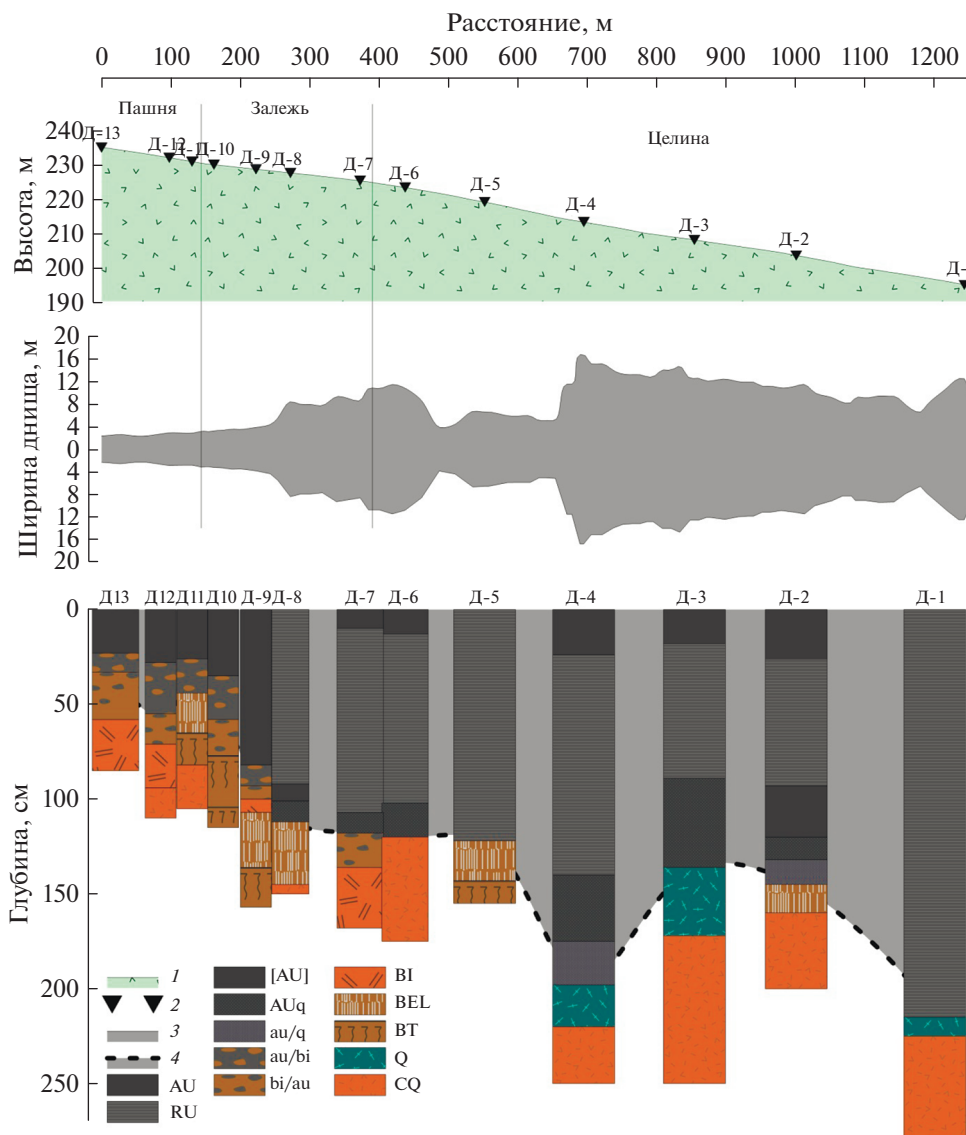 Расстояние, м
0 100 200 300 400 500 600 700 800 900 1000 1100 1200
Пашня Залежь Целина
Высота, м
240
230
220
210
200
190
Д-13 Д-12 Д-10 Д-9 Д-8 Д-7 Д-6 Д-5 Д-4 Д-3 Д-2 Д-
Ширина днища, м
20
16
12
8
4
0
4
8
12
16
20
Д13 Д12 Д11 Д10 Д-9 Д-8 Д-7 Д-6 Д-5 Д-4 Д-3 Д-2 Д-1
Глубина, см
0
50
100
150
200
250
1
2
3
4
AU
RU
[AU]
AUq
au/q
au/bi
bi/au
BI
BEL
BT
Q
CQ